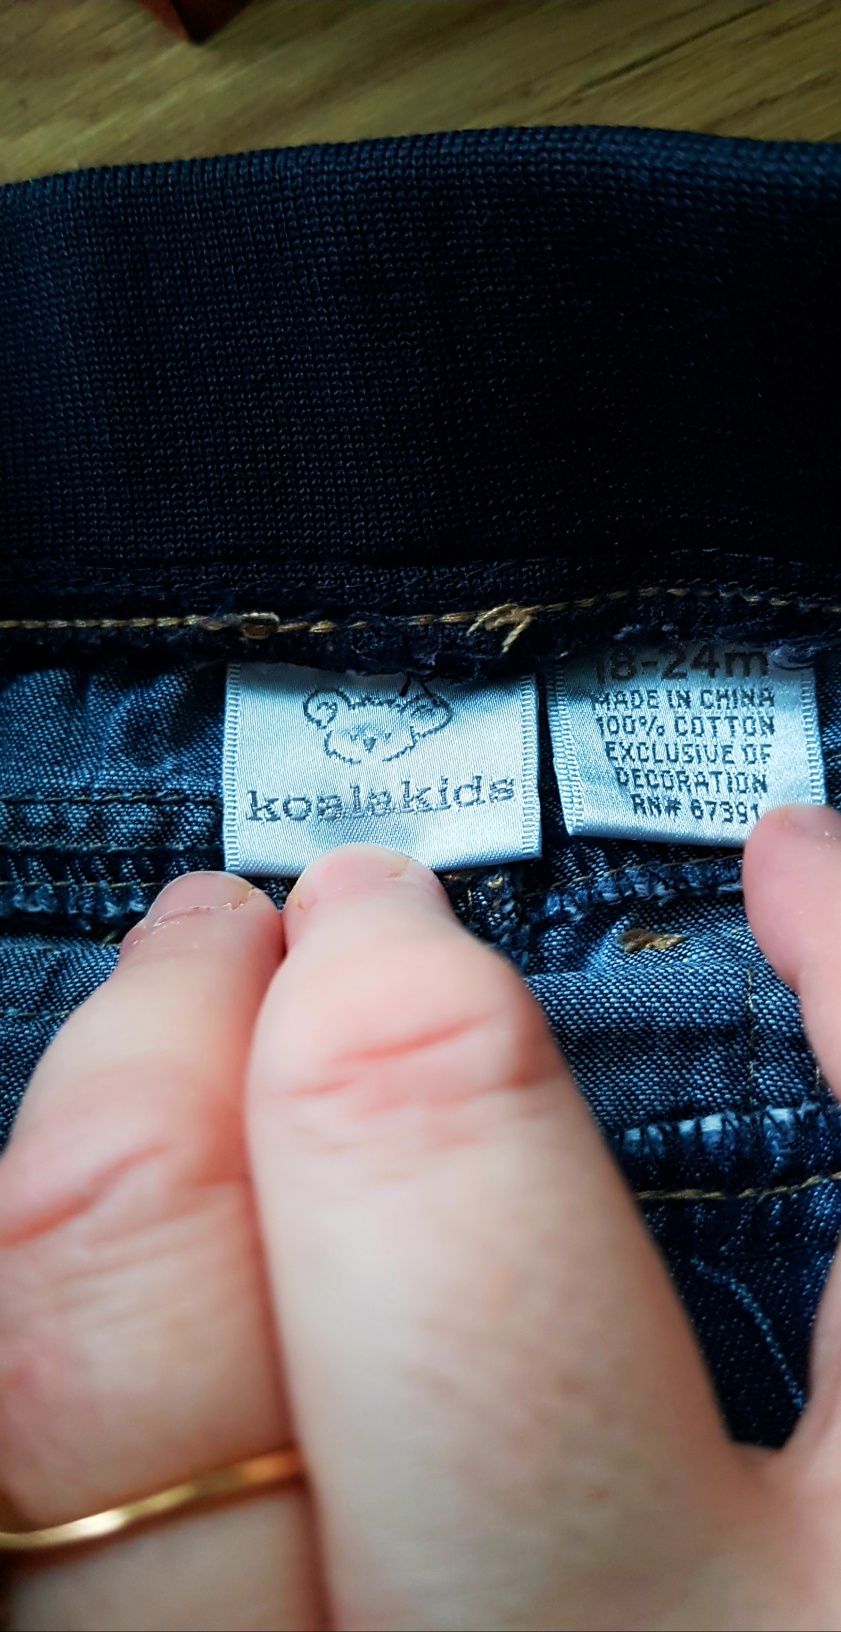 koalakids
18-24m
MADE IN CHINA
100% COTTON
EXCLUSIVE OF
DECORATION
RN# 67391